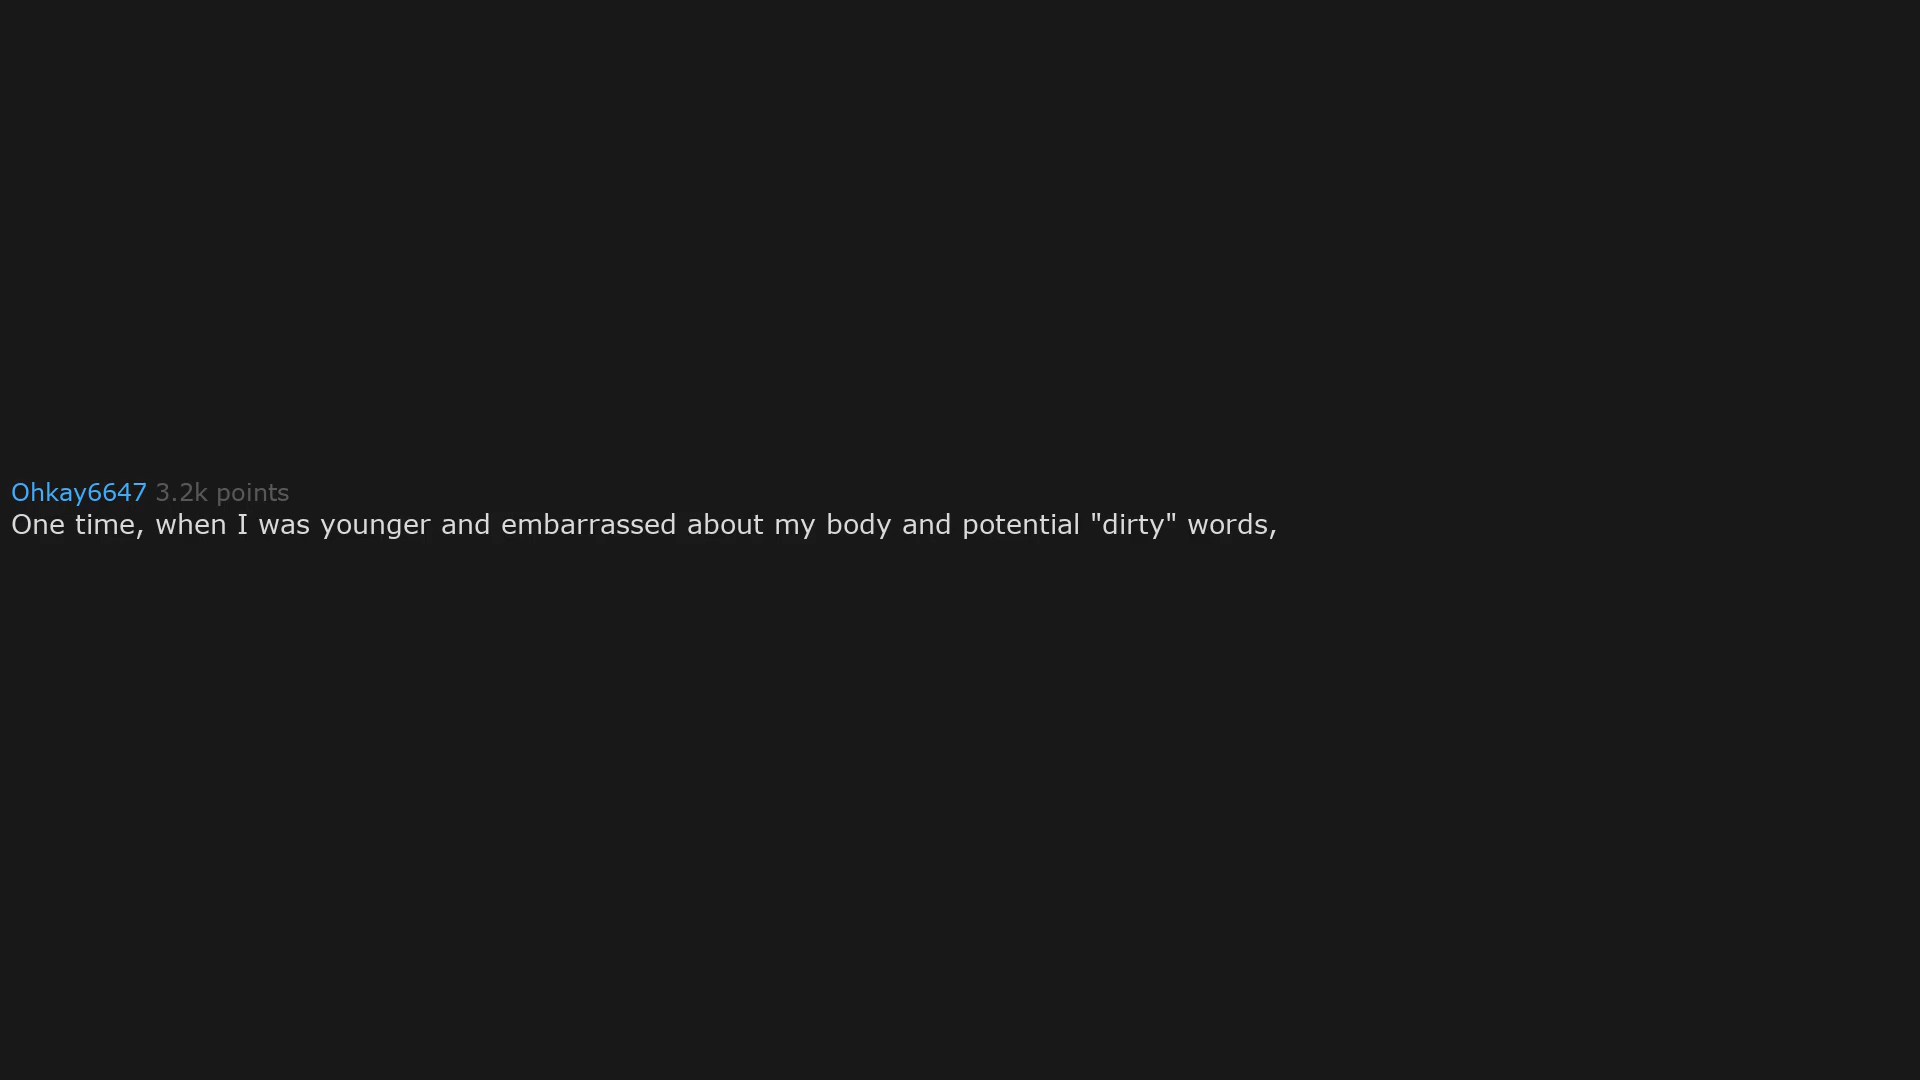 Ohkay6647 3.2k points
One time, when I was younger and embarrassed about my body and potential "dirty" words,